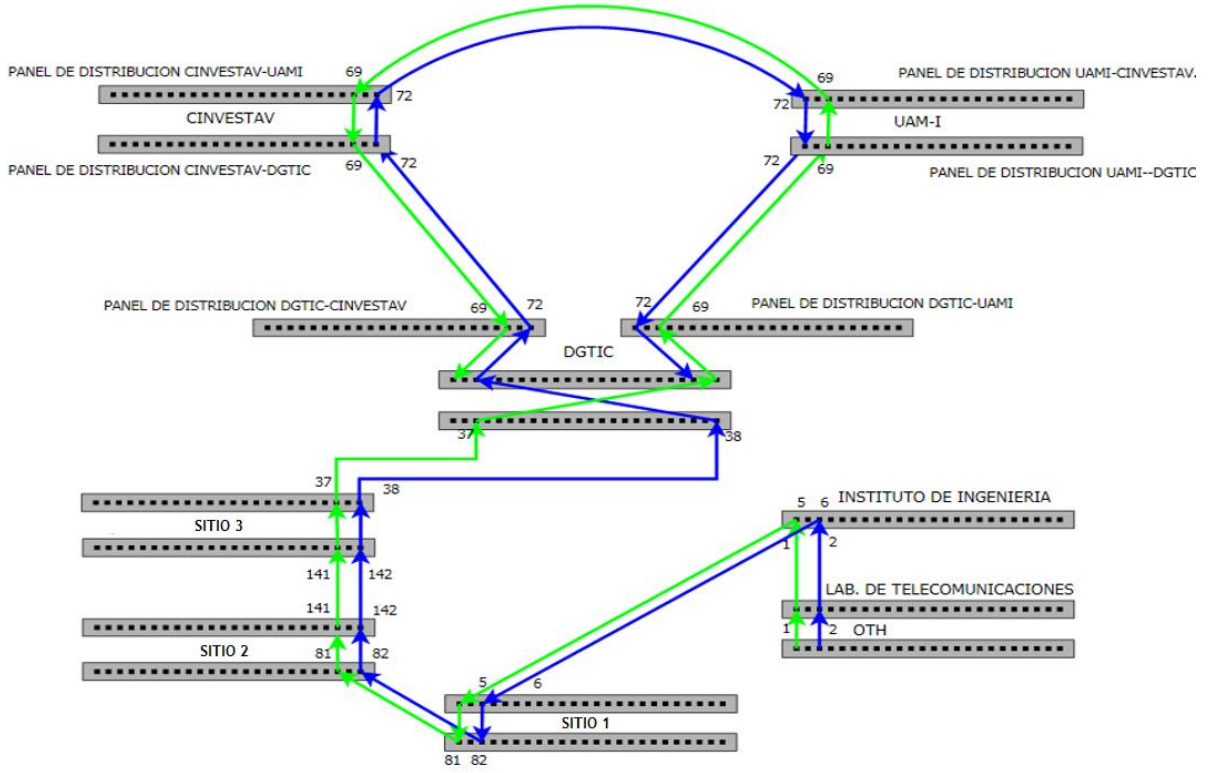 PANEL DE DISTRIBUCION CINVESTAV-UAMI
69
69
PANEL DE DISTRIBUCION UAMI-CINVESTAV.
72
72
CINVESTAV
UAM-I
69
72
72
69
PANEL DE DISTRIBUCION CINVESTAV-DGTIC
PANEL DE DISTRIBUCION UAMI--DGTIC
PANEL DE DISTRIBUCION DGTIC-CINVESTAV
69
72
72
69
PANEL DE DISTRIBUCION DGTIC-UAMI
DGTIC
37
38
37
38
5
6
INSTITUTO DE INGENIERIA
SITIO 3
1
2
141
142
LAB. DE TELECOMUNICACIONES
141
142
1
2
OTH
SITIO 2
81
82
5
6
SITIO 1
81
82